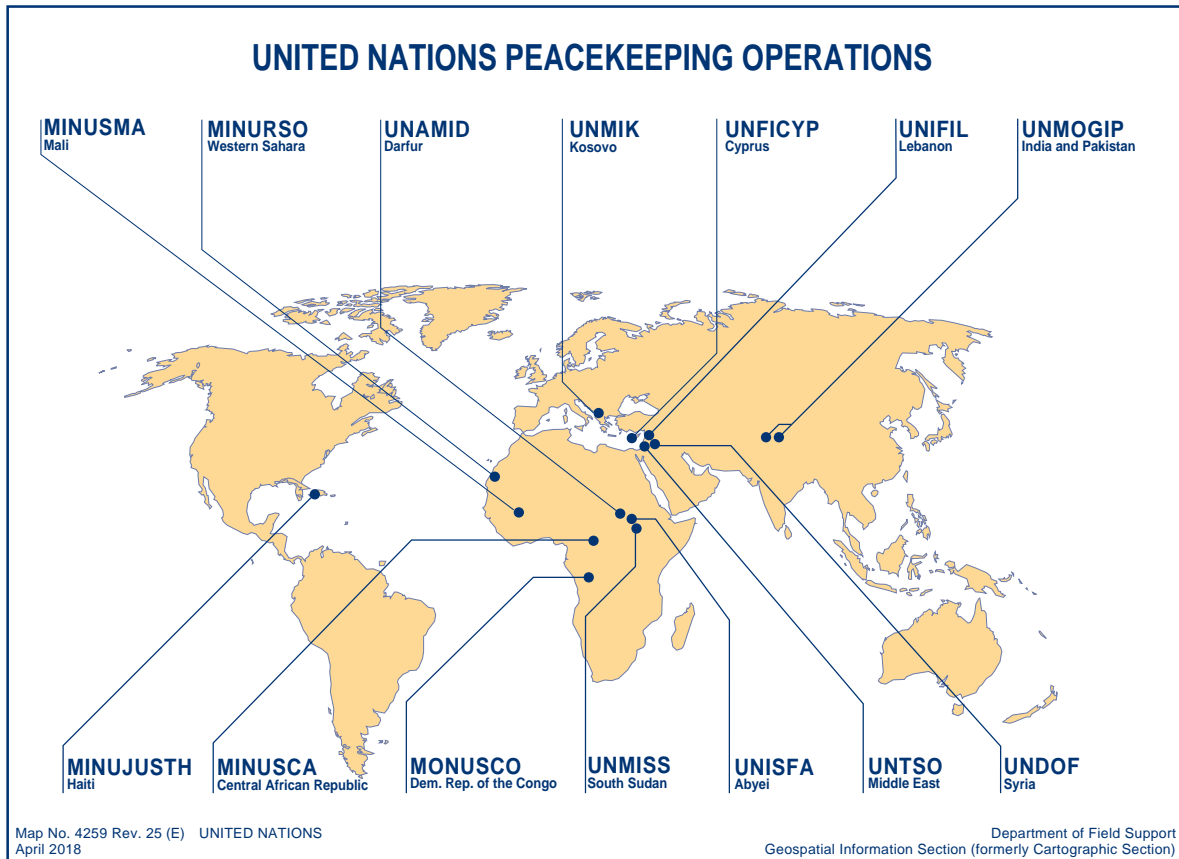 UNITED NATIONS PEACEKEEPING OPERATIONS
MINUSMA
Mali
MINURSO
Western Sahara
UNAMID
Darfur
UNMIK
Kosovo
UNFICYP
Cyprus
UNIFIL
Lebanon
UNMOGIP
India and Pakistan
MINUJUSTH
Haiti
MINUSCA
Central African Republic
MONUSCO
Dem. Rep. of the Congo
UNMISS
South Sudan
UNISFA
Abyei
UNTSO
Middle East
UNDOF
Syria
Map No. 4259 Rev. 25 (E) UNITED NATIONS
April 2018
Department of Field Support
Geospatial Information Section (formerly Cartographic Section)